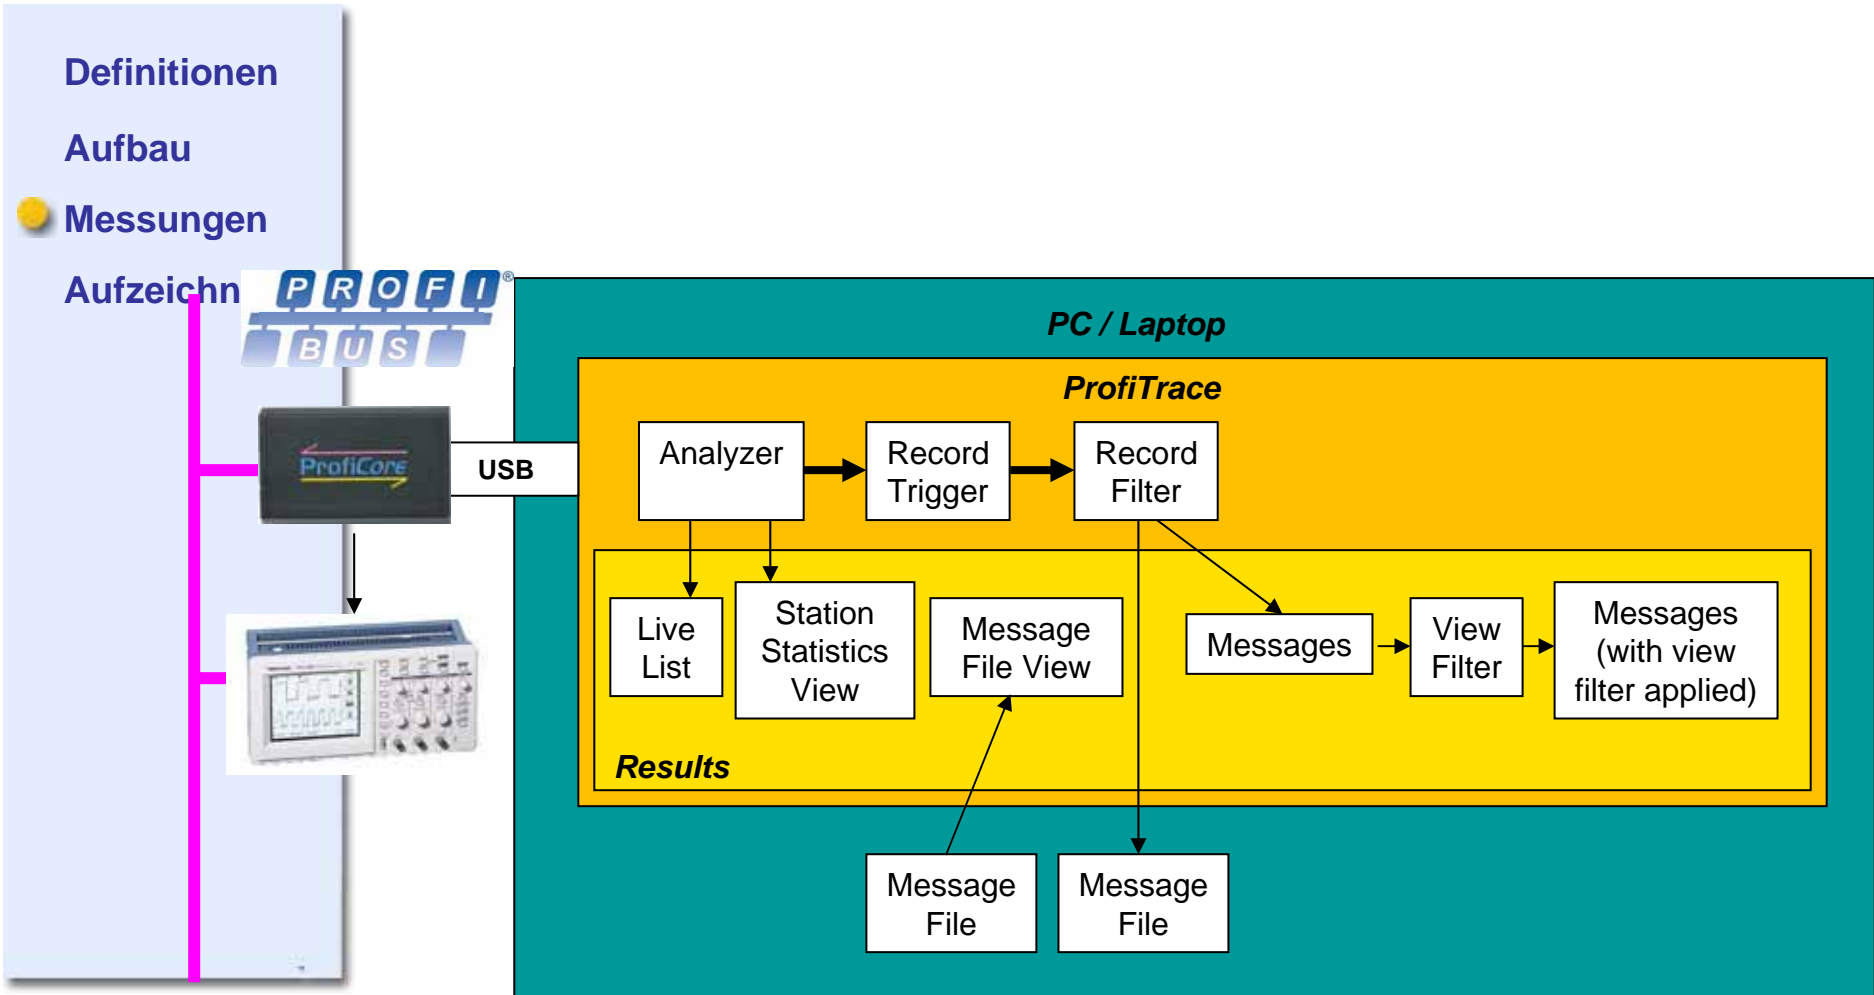 Definitionen
Aufbau
Messungen
Aufzeichn
PROFI®
BUS
PC / Laptop
ProfiTrace
ProfiCore
USB
Analyzer
Record
Trigger
Record
Filter
Live
List
Station
Statistics
View
Message
File View
Messages
View
Filter
Messages
(with view
filter applied)
Results
Message
File
Message
File